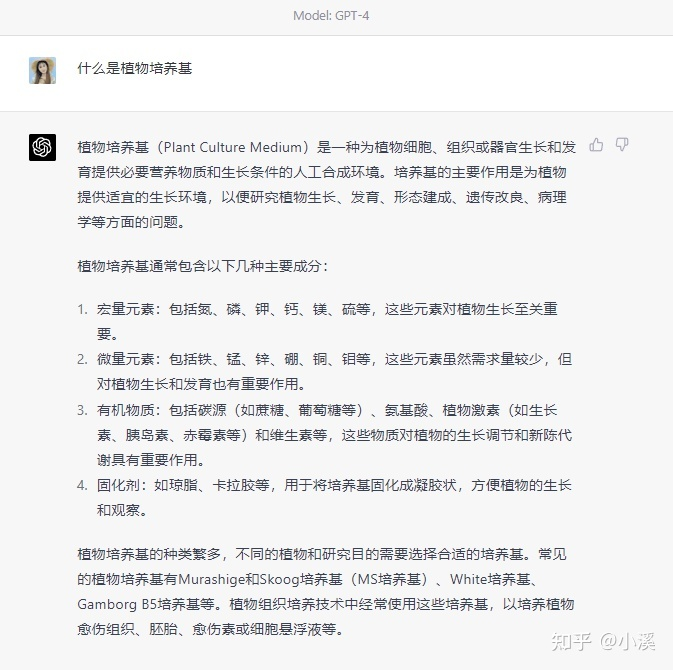 Model: GPT-4
什么是植物培养基
植物培养基（Plant Culture Medium）是一种为植物细胞、组织或器官生长和发
育提供必要营养物质和生长条件的人工合成环境。培养基的主要作用是为植物
提供适宜的生长环境，以便研究植物生长、发育、形态建成、遗传改良、病理
学等方面的问题。
植物培养基通常包含以下几种主要成分：
1. 宏量元素：包括氮、磷、钾、钙、镁、硫等，这些元素对植物生长至关重
要。
2. 微量元素：包括铁、锰、锌、硼、铜、钼等，这些元素虽然需求量较少，但
对植物生长和发育也有重要作用。
3. 有机物质：包括碳源（如蔗糖、葡萄糖等）、氨基酸、植物激素（如生长
素、胰岛素、赤霉素等）和维生素等，这些物质对植物的生长调节和新陈代
谢具有重要作用。
4. 固化剂：如琼脂、卡拉胶等，用于将培养基固化成凝胶状，方便植物的生长
和观察。
植物培养基的种类繁多，不同的植物和研究目的需要选择合适的培养基。常见
的植物培养基有Murashige和Skoog培养基（MS培养基）、White培养基、
Gamborg B5培养基等。植物组织培养技术中经常使用这些培养基，以培养植物
愈伤组织、胚胎、愈伤素或细胞悬浮液等。
知乎 @小溪